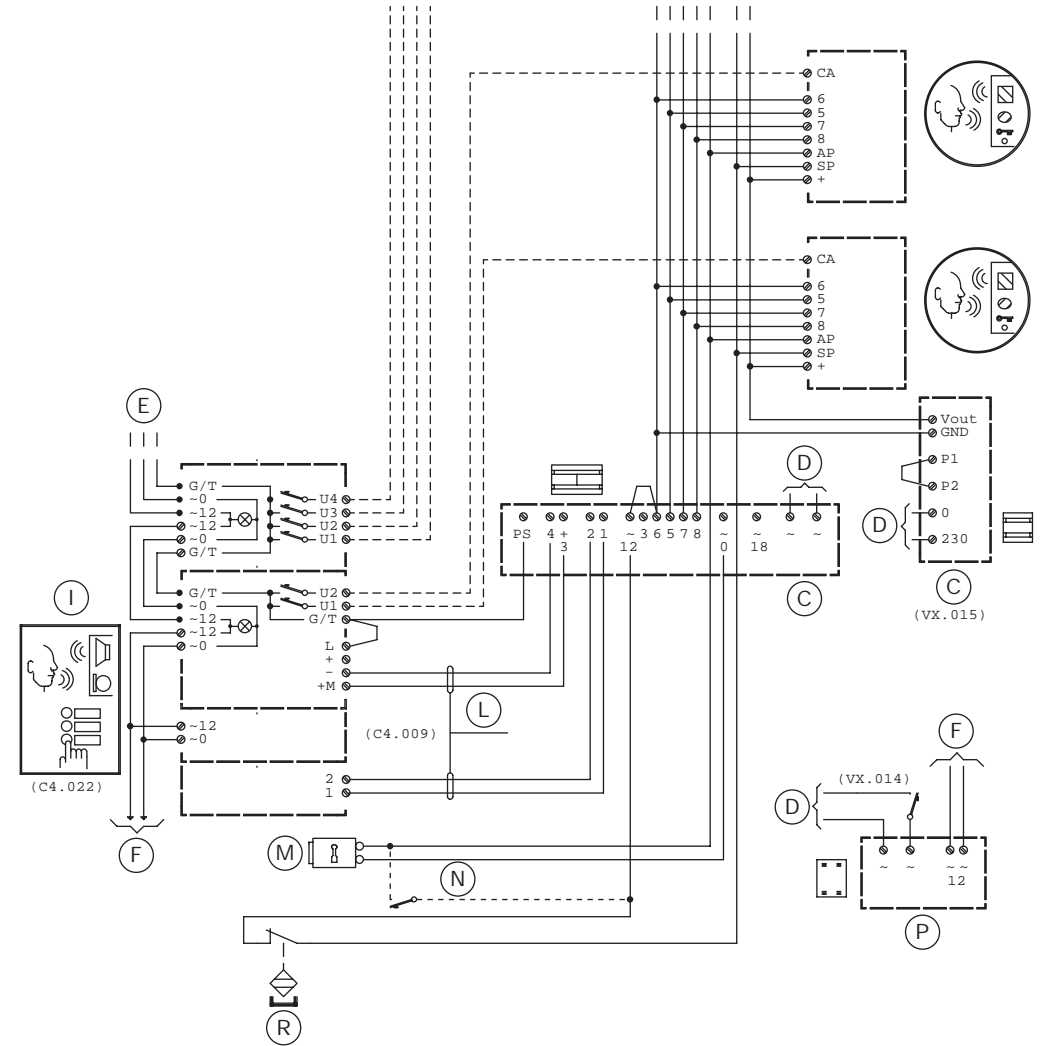 CA
6
5
7
8
AP
SP
+
CA
6
5
7
8
AP
SP
+
E
Vout
GND
P1
P2
0
230
D
C
(VX.015)
D
PS 4 + 2 1 ~ 3 6 5 7 8 ~ ~ ~ ~
3 12 0 18
C
G/T
~0
~12
~12
~0
G/T
U4
U3
U2
U1
I
G/T
~0
~12
~12
~0
U2
U1
G/T
L
+
-
+M
(C4.022)
~12
~0
L
(C4.009)
2
1
F
M
N
R
F
(VX.014)
D
~ ~ ~ ~
12
P